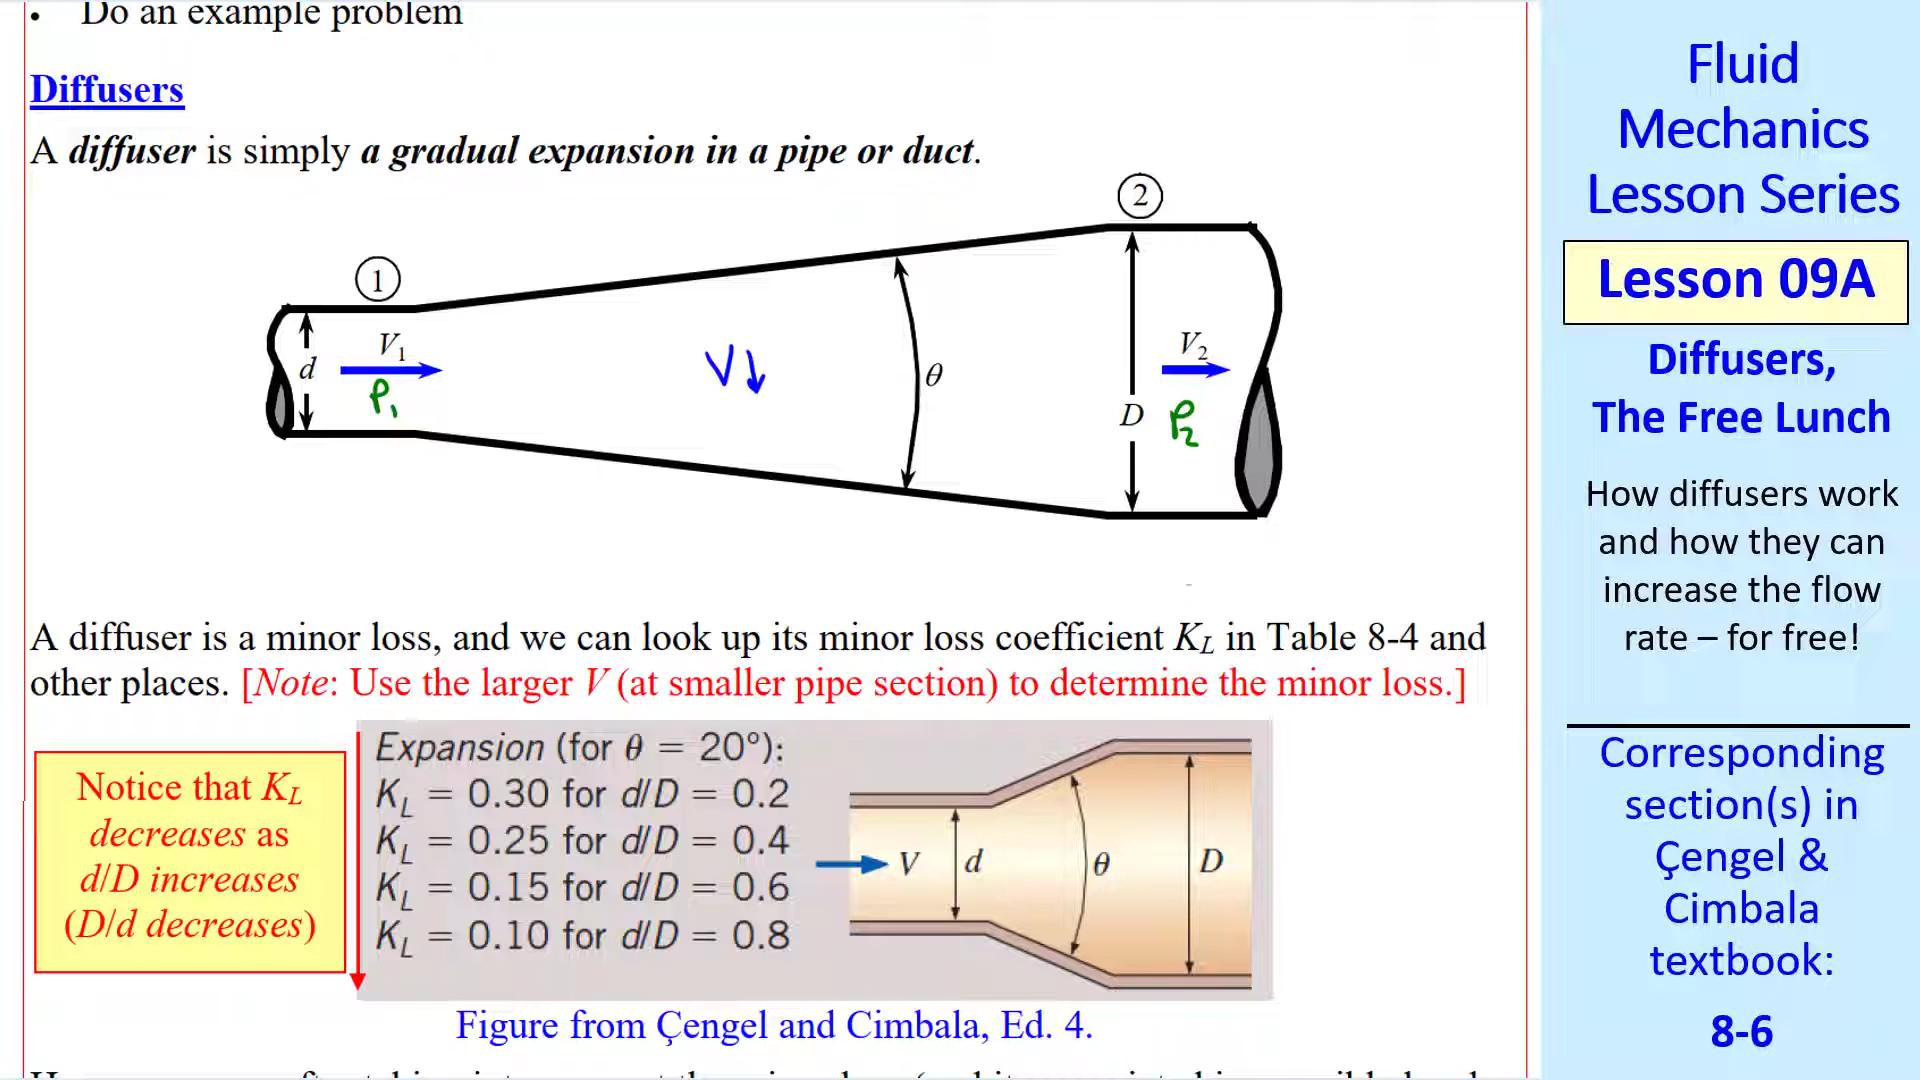 • Do an example problem
Diffusers
A diffuser is simply a gradual expansion in a pipe or duct.
2
1
V1
V2
d
P1
V↓
θ
D
P2
A diffuser is a minor loss, and we can look up its minor loss coefficient KL in Table 8-4 and
other places. [Note: Use the larger V (at smaller pipe section) to determine the minor loss.]
Notice that KL
decreases as
d/D increases
(D/d decreases)
Expansion (for θ = 20°):
KL = 0.30 for d/D = 0.2
KL = 0.25 for d/D = 0.4
KL = 0.15 for d/D = 0.6
KL = 0.10 for d/D = 0.8
V
d
θ
D
Figure from Çengel and Cimbala, Ed. 4.
Fluid
Mechanics
Lesson Series
Lesson 09A
Diffusers,
The Free Lunch
How diffusers work
and how they can
increase the flow
rate – for free!
Corresponding
section(s) in
Çengel &
Cimbala
textbook:
8-6